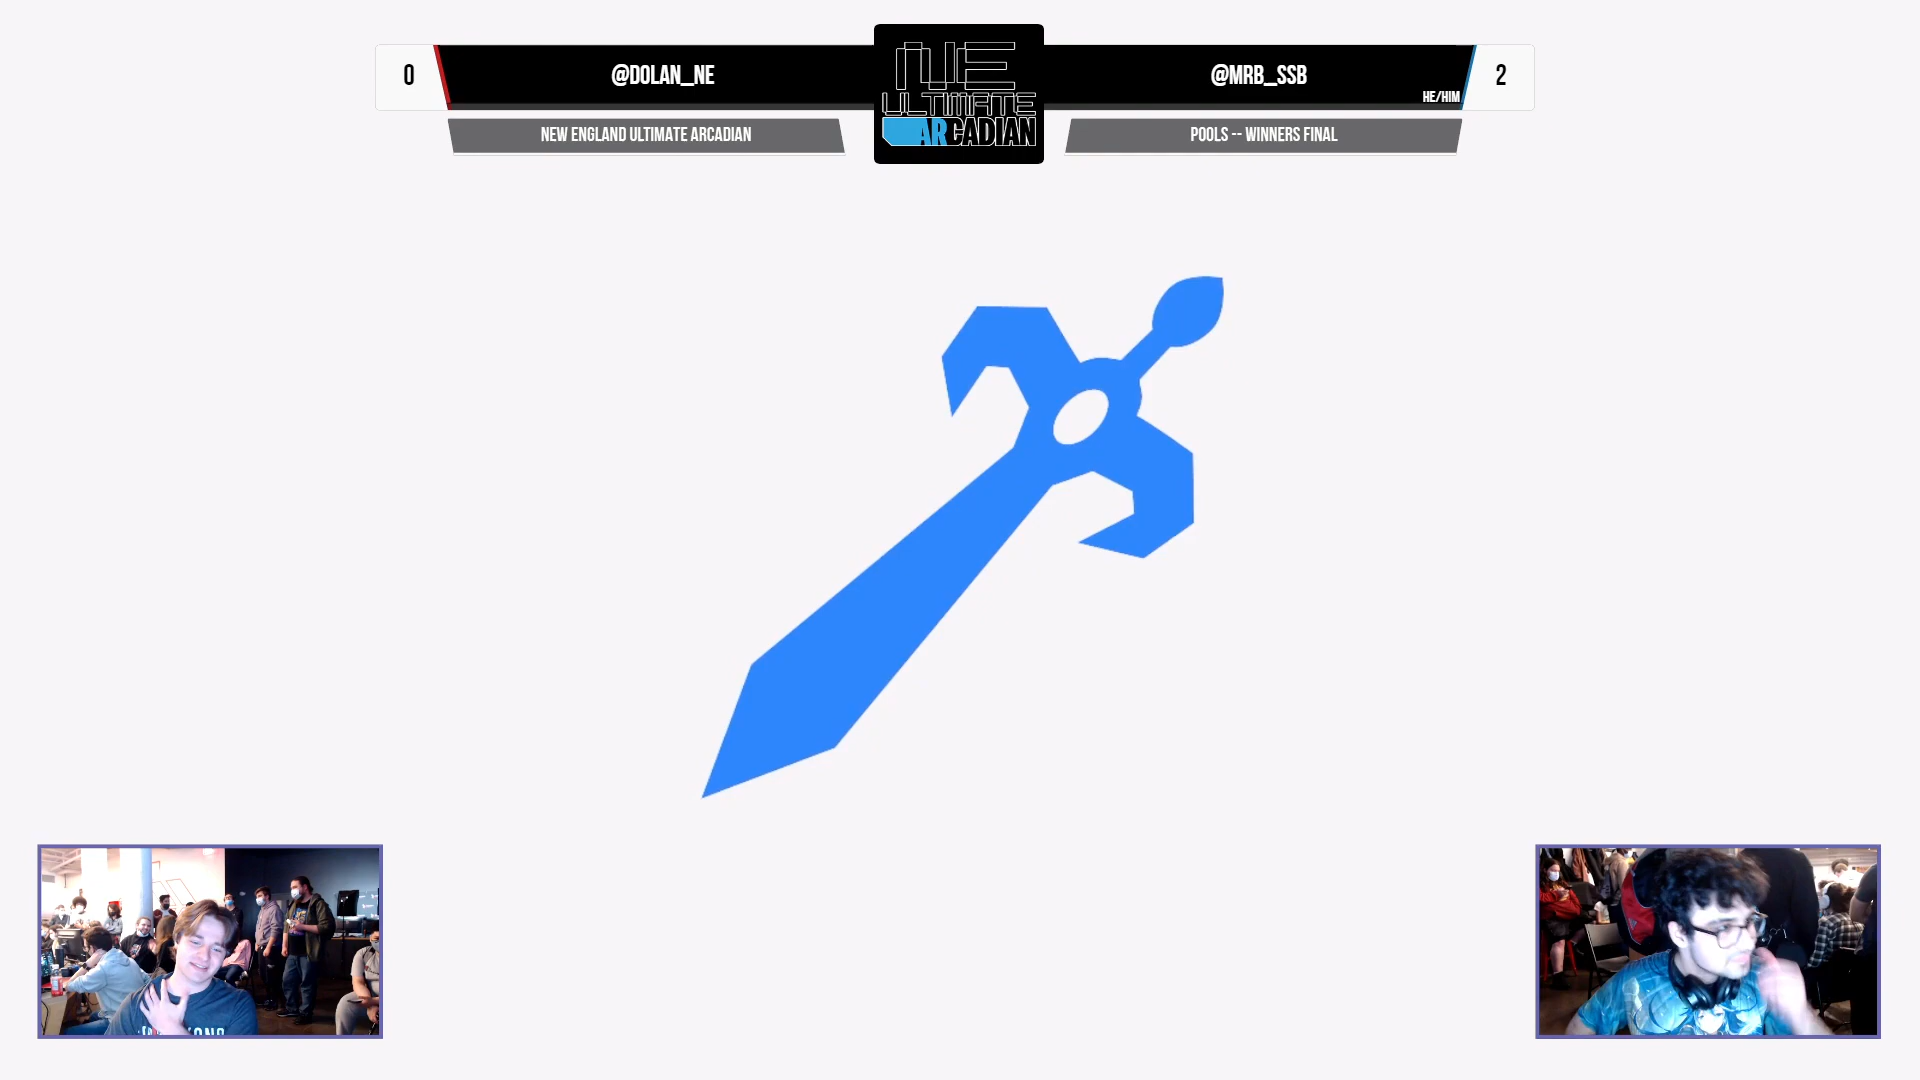 0
@DOLAN_NE
NE
ULTIMATE
ARCADIAN
@MRB_SSB
HE/HIM
2
NEW ENGLAND ULTIMATE ARCADIAN
POOLS -- WINNERS FINAL